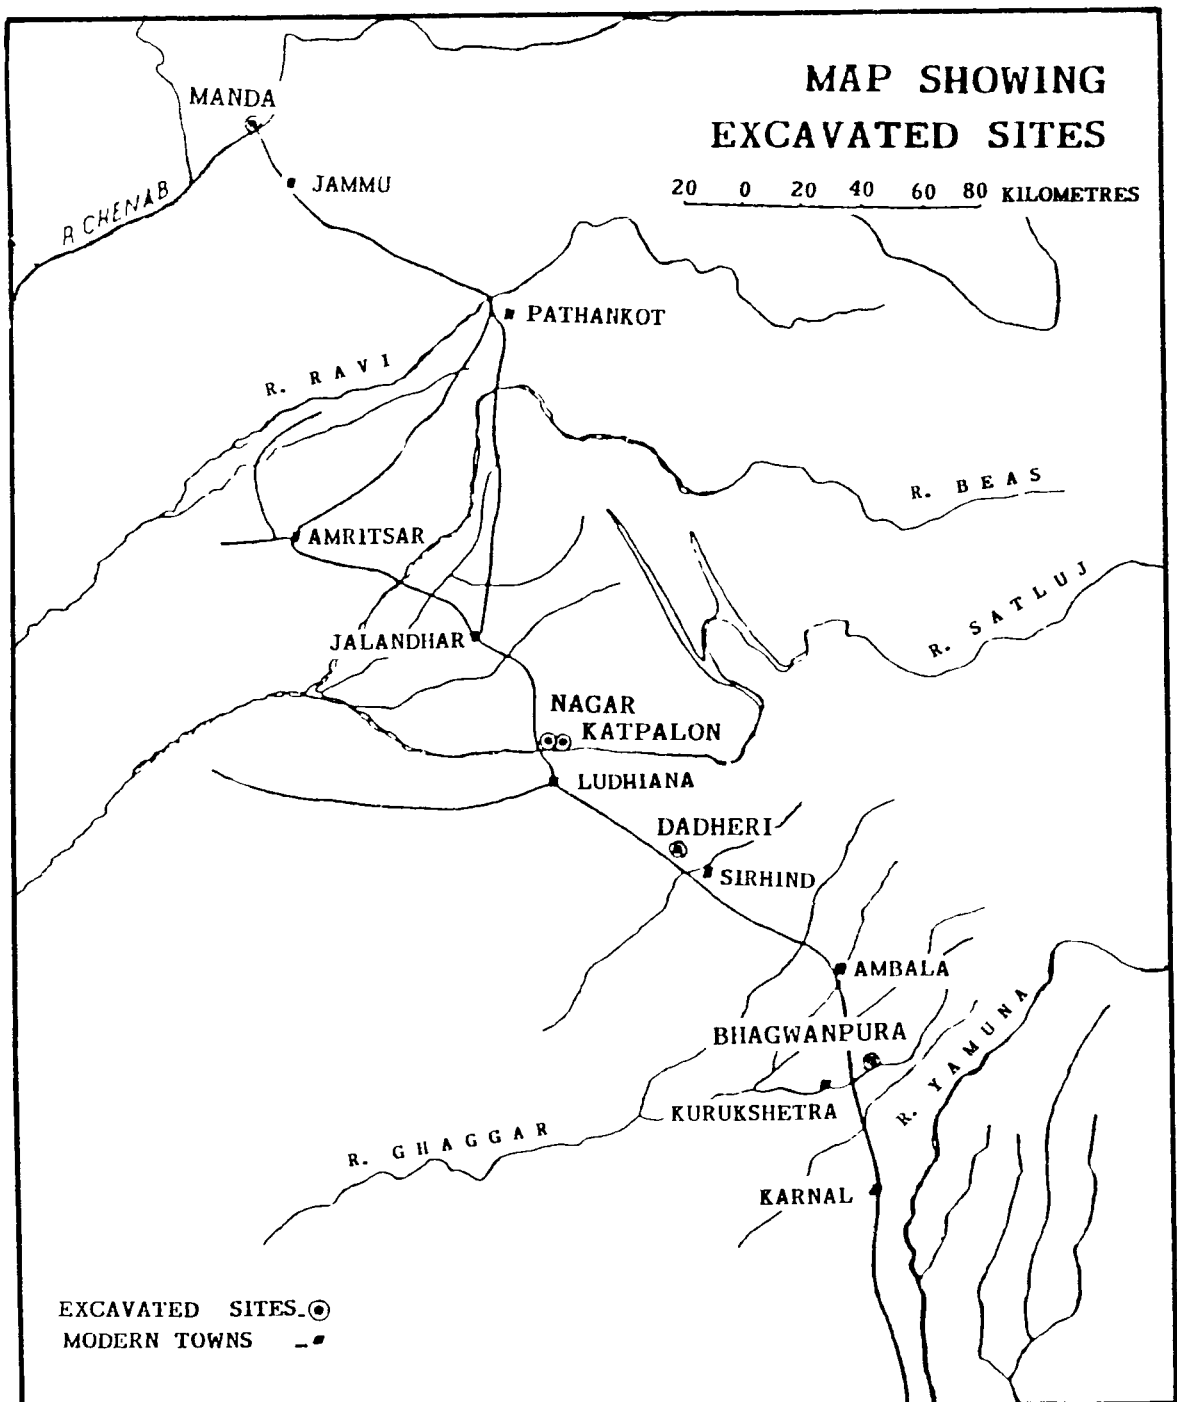 MAP SHOWING
EXCAVATED SITES
20 0 20 40 60 80 KILOMETRES
MANDA
JAMMU
R CHENAB
PATHANKOT
R. RAVI
R. BEAS
AMRITSAR
R. SATLUJ
JALANDHAR
NAGAR
KATPALON
LUDHIANA
DADHERI
SIRHIND
AMBALA
R. YAMUNA
BHAGWANPURA
KURUKSHETRA
R. GHAGGAR
KARNAL
EXCAVATED SITES
MODERN TOWNS